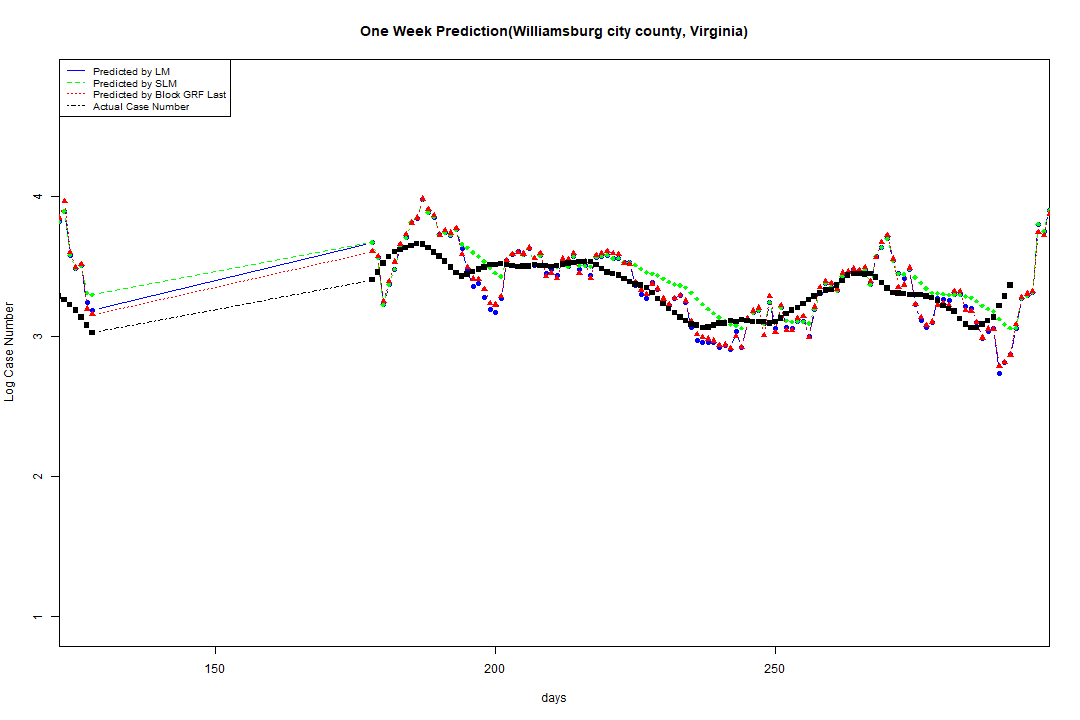 One Week Prediction(Williamsburg city county, Virginia)
Predicted by LM
Predicted by SLM
Predicted by Block GRF Last
Actual Case Number
Log Case Number
4
3
2
1
150
200
250
days